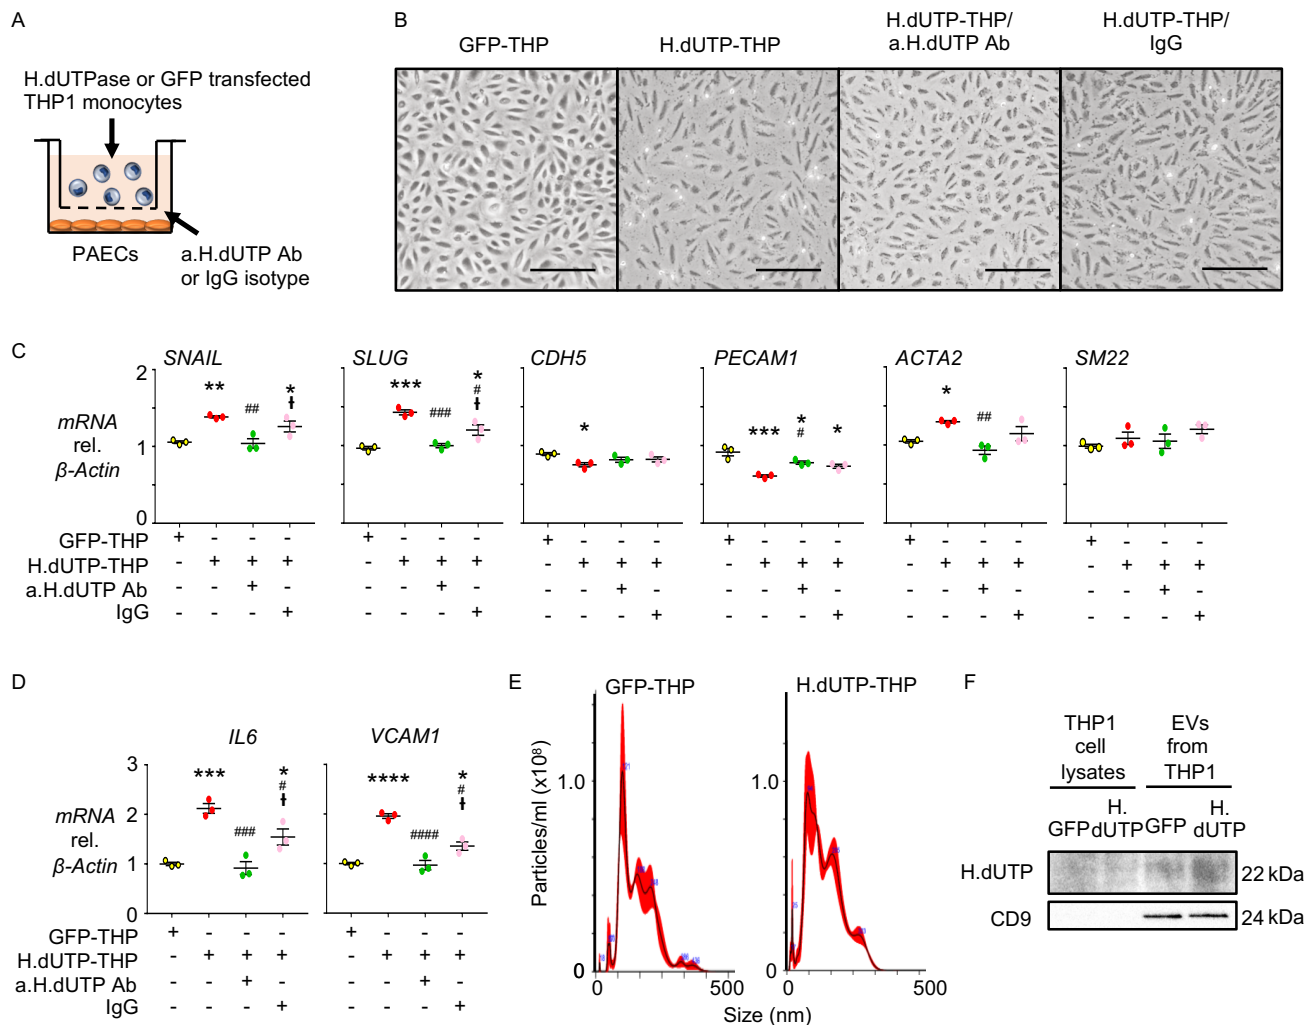 A
H.dUTPase or GFP transfected
THP1 monocytes
PAECs
a.H.dUTP Ab
or IgG isotype
B
GFP-THP
H.dUTP-THP
H.dUTP-THP/
a.H.dUTP Ab
H.dUTP-THP/
IgG
C
SNAIL
SLUG
CDH5
PECAM1
ACTA2
SM22
mRNA
rel.
β-Actin
2
1
0
**
##
*
ⱡ
***
###
*
#
ⱡ
*
***
*
#
*
*
##
GFP-THP + - - - + - - - + - - - + - - - + - - - + - - -
H.dUTP-THP - + + + - + + + - + + + - + + + - + + + - + + +
a.H.dUTP Ab - - + - - - + - - - + - - - + - - - + - - - + -
IgG - - - + - - - + - - - + - - - + - - - + - - - +
D
IL6
VCAM1
mRNA
rel.
β-Actin
3
2
1
0
***
###
*
#
ⱡ
****
####
*
#
ⱡ
GFP-THP + - - - + - - -
H.dUTP-THP - + + + - + + +
a.H.dUTP Ab - - + - - - + -
IgG - - - + - - - +
E
GFP-THP
H.dUTP-THP
Particles/ml (x10⁸)
1.0
0
1.0
0
0 500
0 500
Size (nm)
F
THP1
cell
lysates
EVs
from
THP1
GFP
H.
dUTP
GFP
H.
dUTP
H.dUTP
22 kDa
CD9
24 kDa